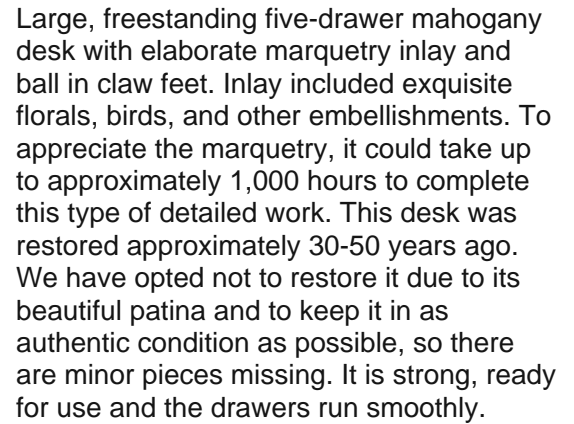 Large, freestanding five-drawer mahogany
desk with elaborate marquetry inlay and
ball in claw feet. Inlay included exquisite
florals, birds, and other embellishments. To
appreciate the marquetry, it could take up
to approximately 1,000 hours to complete
this type of detailed work. This desk was
restored approximately 30-50 years ago.
We have opted not to restore it due to its
beautiful patina and to keep it in as
authentic condition as possible, so there
are minor pieces missing. It is strong, ready
for use and the drawers run smoothly.